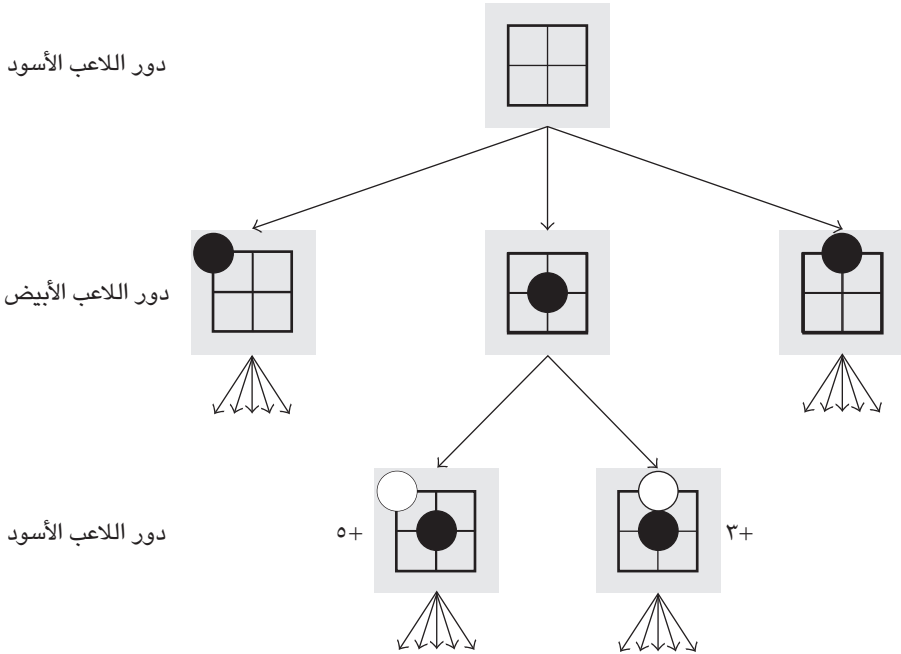 دور اللاعب الأسود
دور اللاعب الأبيض
دور اللاعب الأسود
+٥
+٣